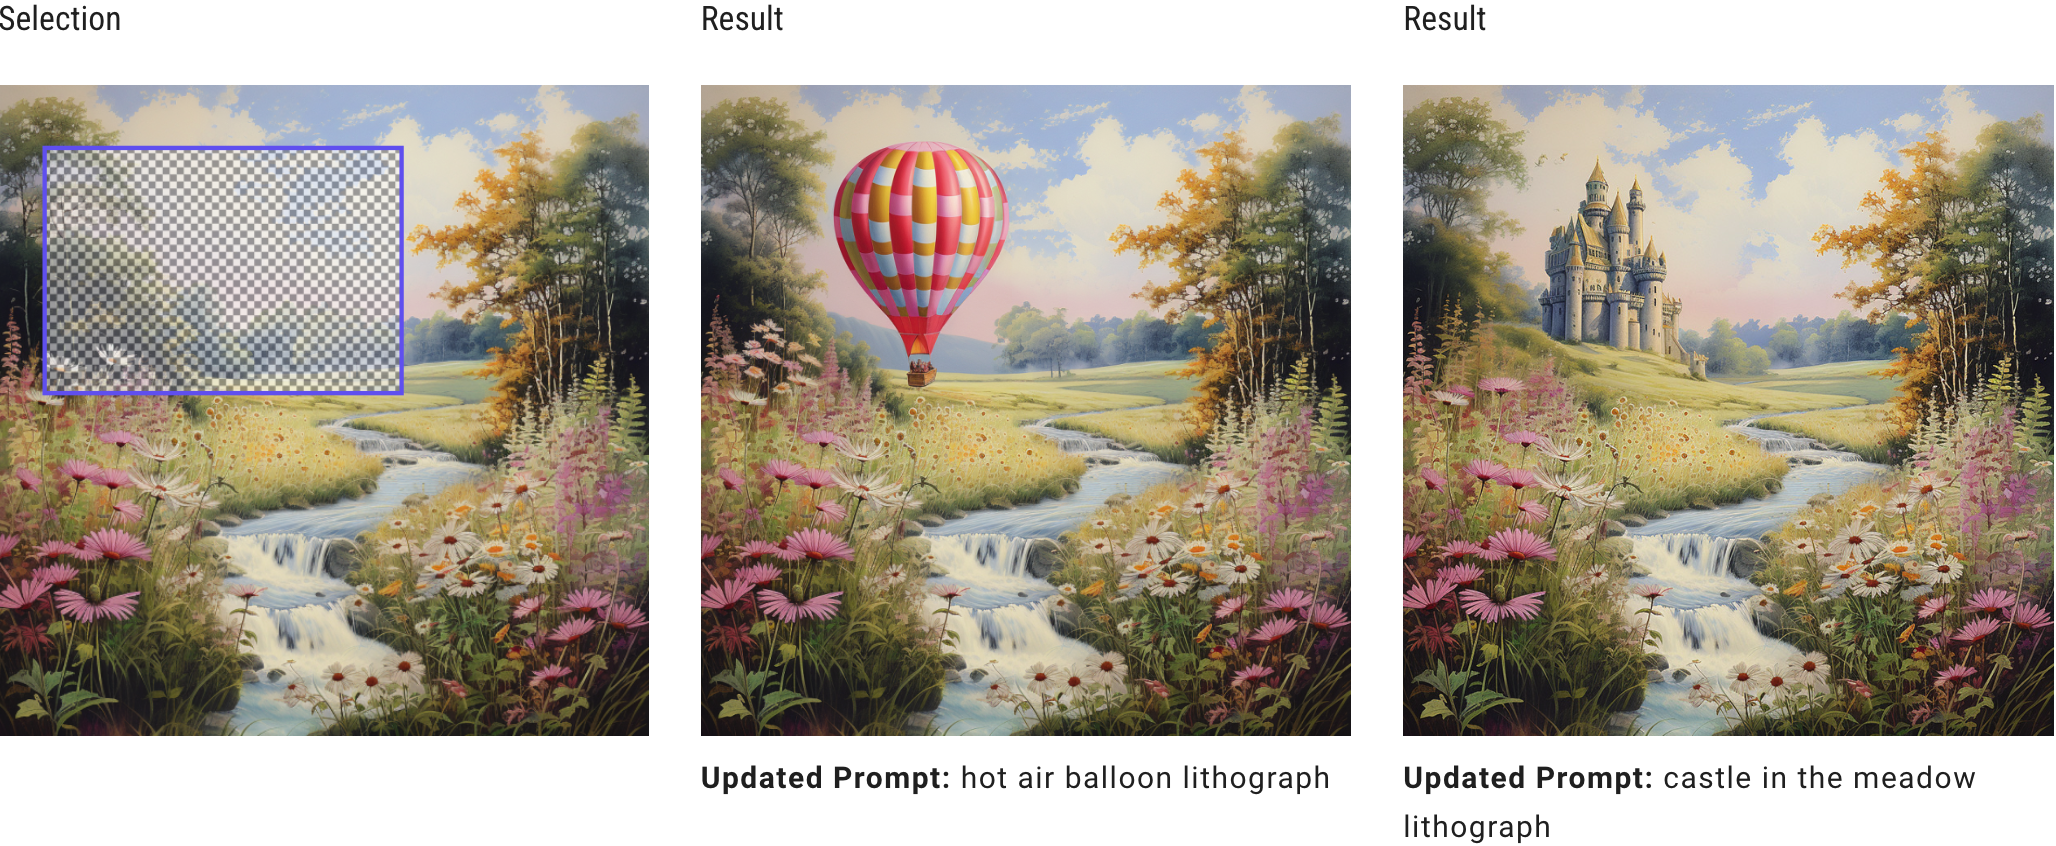 Selection
Result
Result
Updated Prompt: hot air balloon lithograph
Updated Prompt: castle in the meadow
lithograph